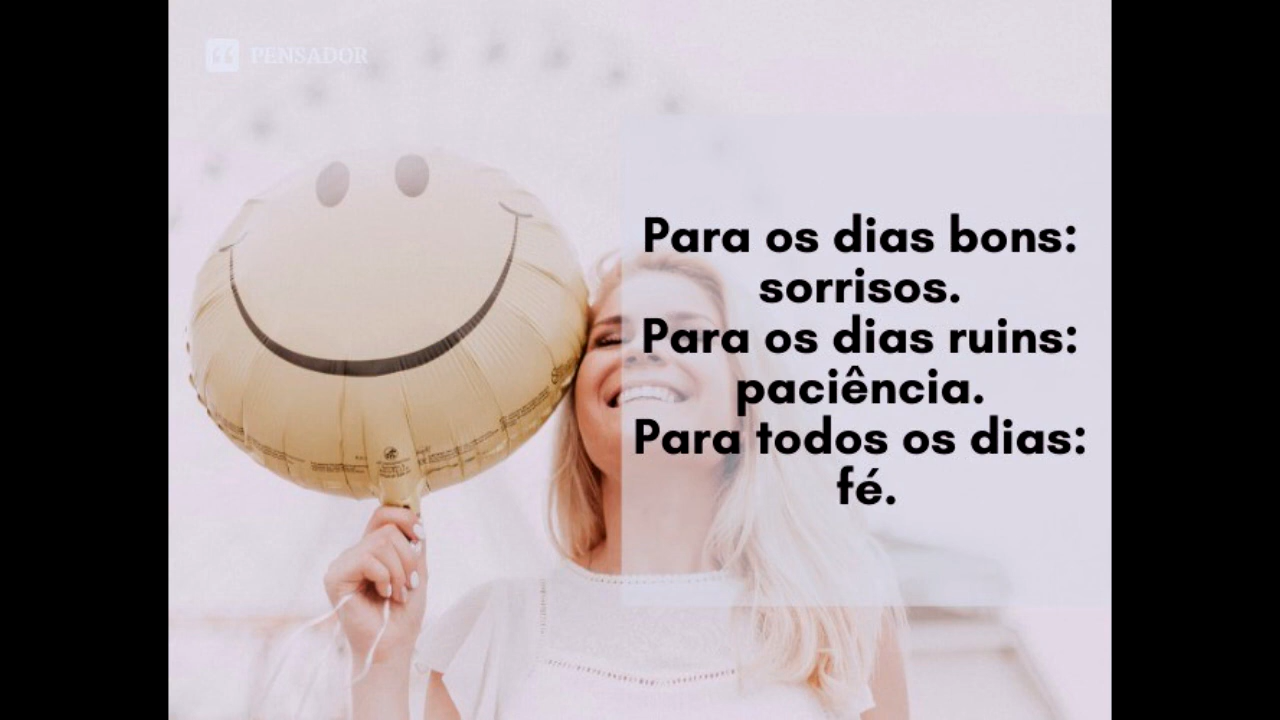 PENSADOR
Para os dias bons:
sorrisos.
Para os dias ruins:
paciência.
Para todos os dias:
fé.